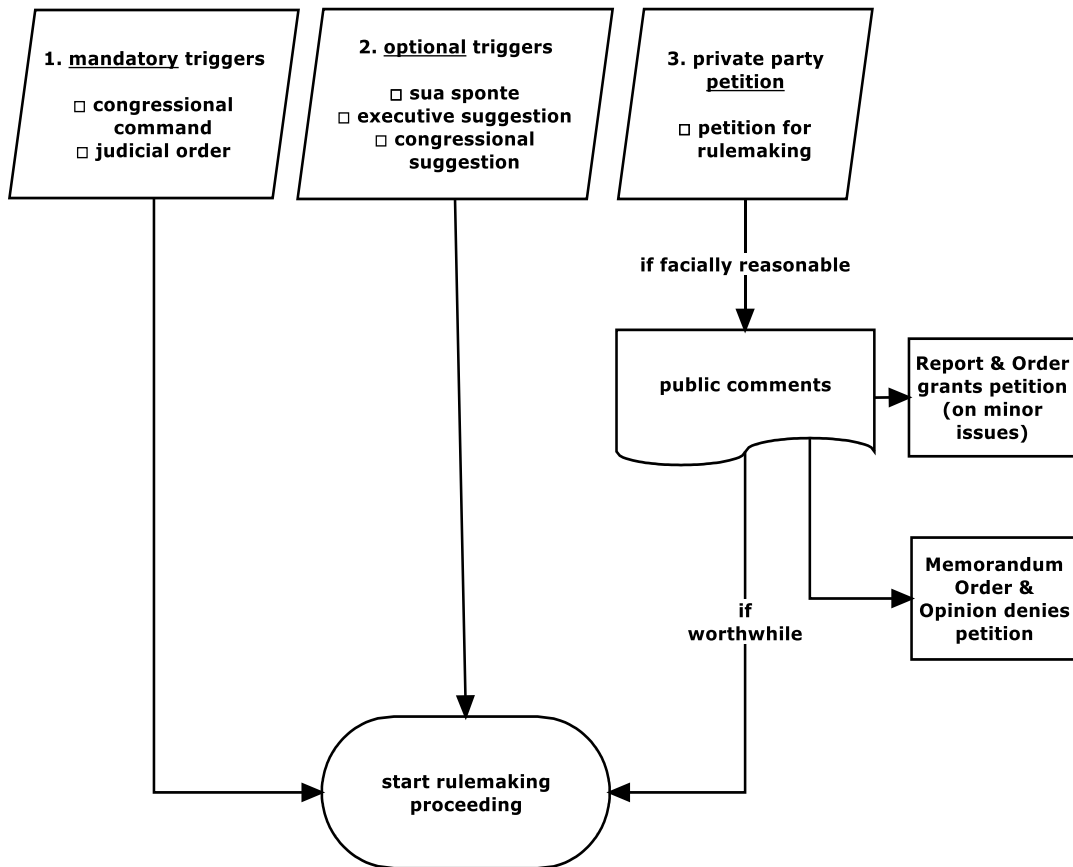 1. mandatory triggers
□ congressional
command
□ judicial order
2. optional triggers
□ sua sponte
□ executive suggestion
□ congressional
suggestion
3. private party
petition
□ petition for
rulemaking
if facially reasonable
public comments
Report & Order
grants petition
(on minor
issues)
Memorandum
Order &
Opinion denies
petition
if
worthwhile
start rulemaking
proceeding